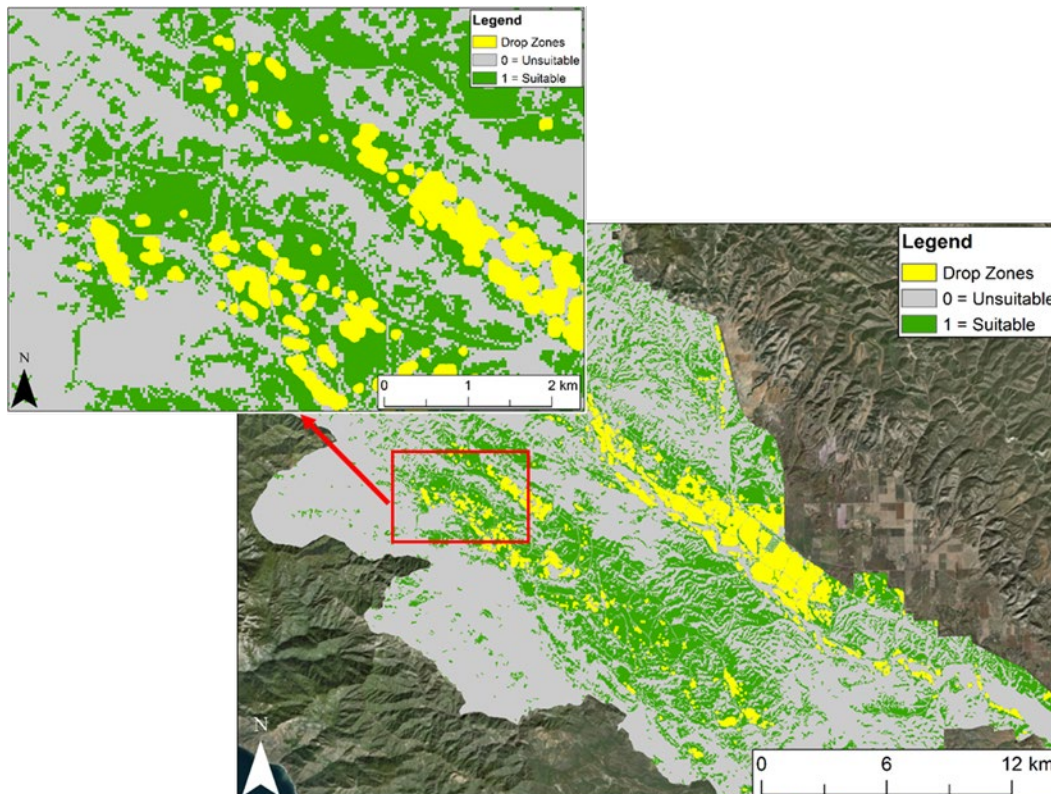 Legend
Drop Zones
0 = Unsuitable
1 = Suitable
N
0 1 2 km
Legend
Drop Zones
0 = Unsuitable
1 = Suitable
N
0 6 12 km